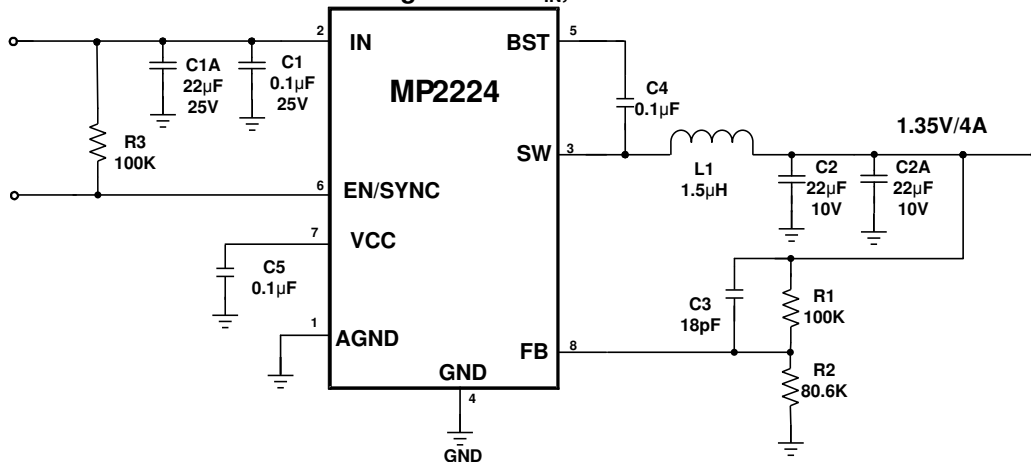 2
IN
BST
5
C1A
22µF
25V
C1
0.1µF
25V
MP2224
C4
0.1µF
1.35V/4A
R3
100K
SW
3
L1
1.5µH
C2
22µF
10V
C2A
22µF
10V
6
EN/SYNC
7
VCC
C5
0.1µF
C3
18pF
R1
100K
1
AGND
FB
8
R2
80.6K
GND
4
GND